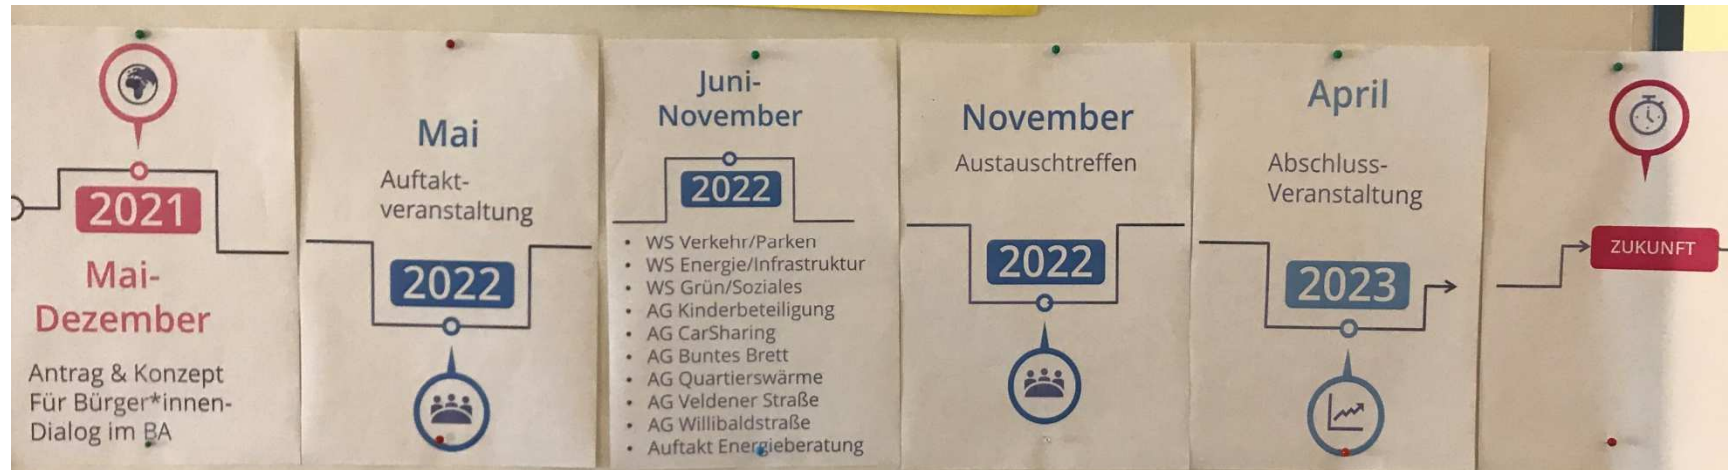 2021
Mai-
Dezember
Antrag & Konzept
Für Bürger*innen-
Dialog im BA
Mai
Auftakt-
veranstaltung
2022
Juni-
November
2022
• WS Verkehr/Parken
• WS Energie/Infrastruktur
• WS Grün/Soziales
• AG Kinderbeteiligung
• AG CarSharing
• AG Buntes Brett
• AG Quartierswärme
• AG Veldener Straße
• AG Willibaldstraße
• Auftakt Energieberatung
November
Austauschtreffen
2022
April
Abschluss-
Veranstaltung
2023
ZUKUNFT